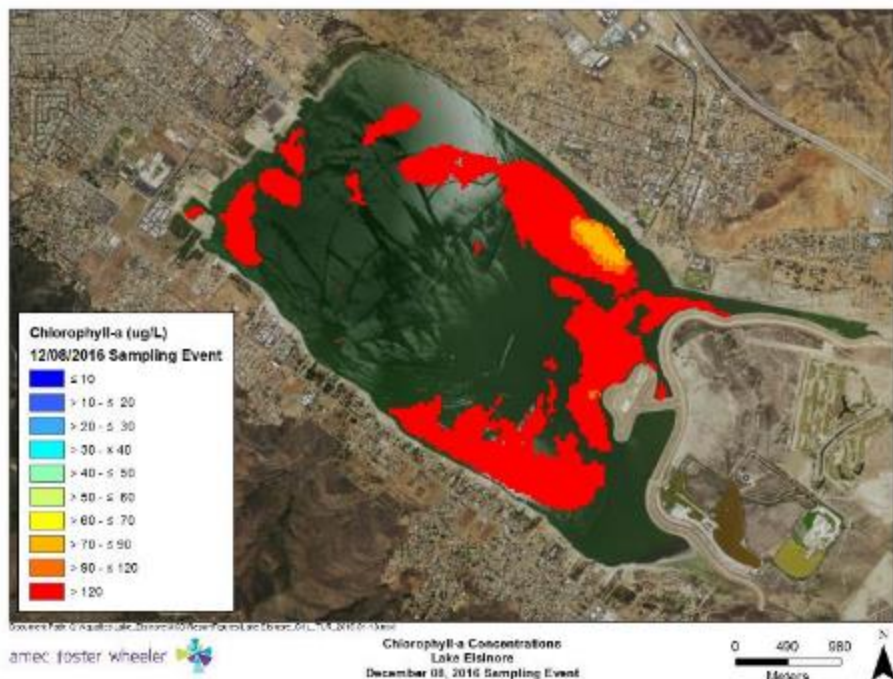 Chlorophyll-a (ug/L)
12/08/2016 Sampling Event
≤ 10
> 10 - ≤ 20
> 20 - ≤ 30
> 30 - ≤ 40
> 40 - ≤ 50
> 50 - ≤ 60
> 60 - ≤ 70
> 70 - ≤ 90
> 90 - ≤ 120
> 120
Document Path:
amec foster wheeler
Chlorophyll-a Concentrations
Lake Elsinore
December 08, 2016 Sampling Event
0 490 980
Meters
N